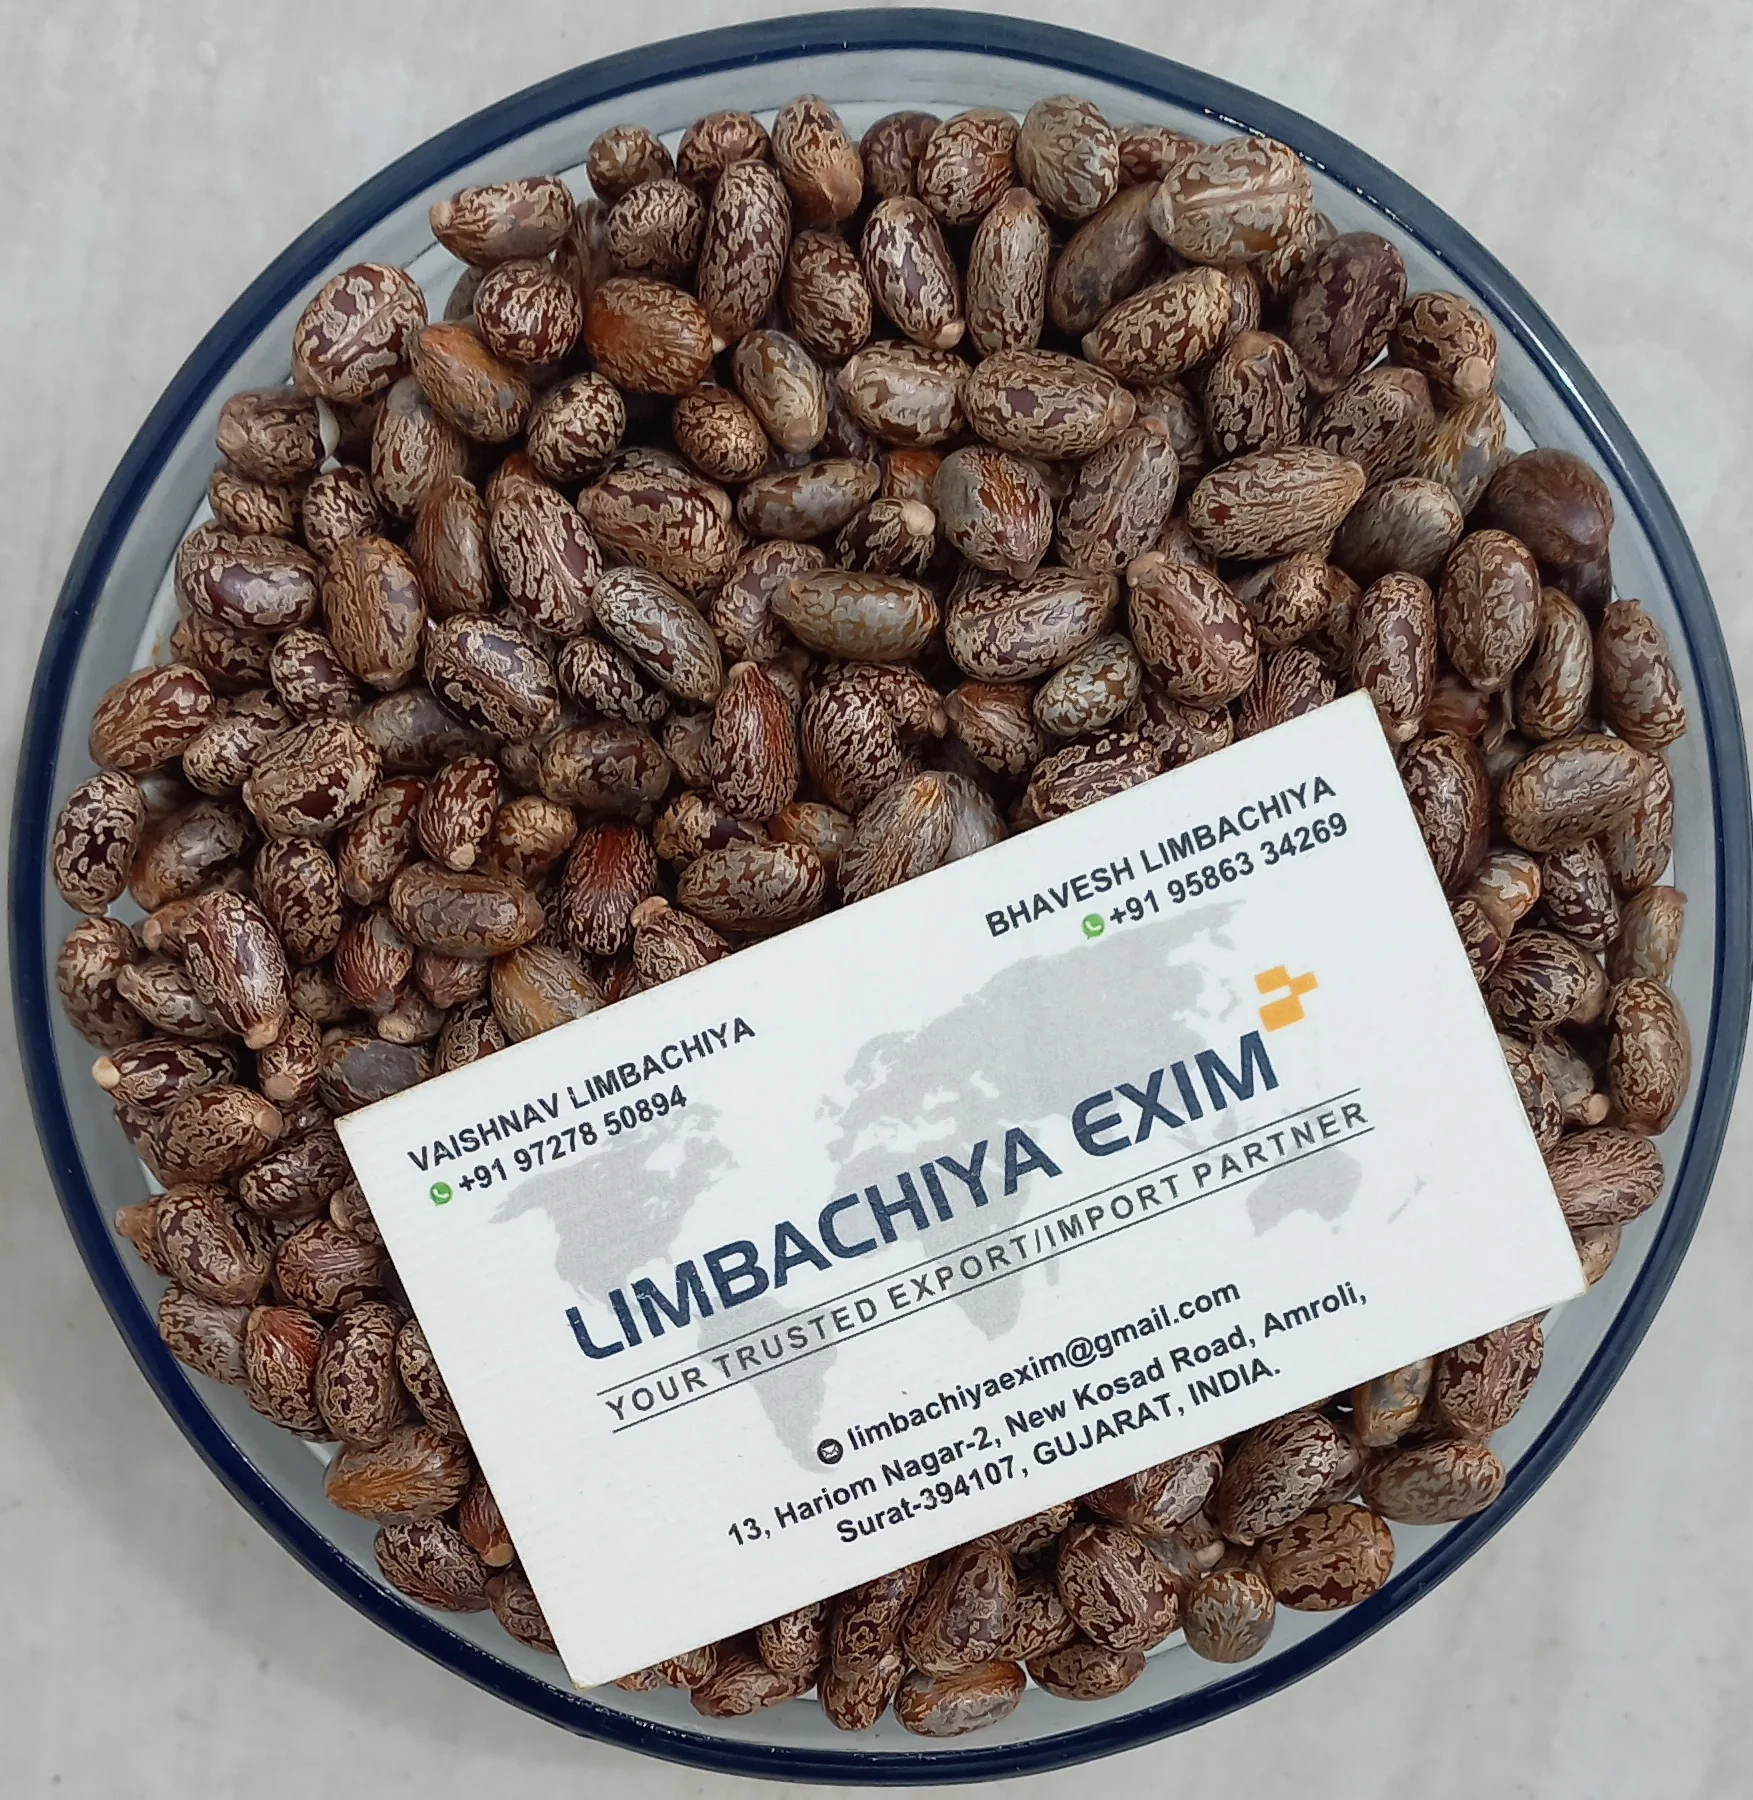 VAISHNAV LIMBACHIYA
+91 97278 50894
BHAVESH LIMBACHIYA
+91 95863 34269
LIMBACHIYA EXIM
YOUR TRUSTED EXPORT/IMPORT PARTNER
limbachiyaexim@gmail.com
13, Hariom Nagar-2, New Kosad Road, Amroli,
Surat-394107, GUJARAT, INDIA.